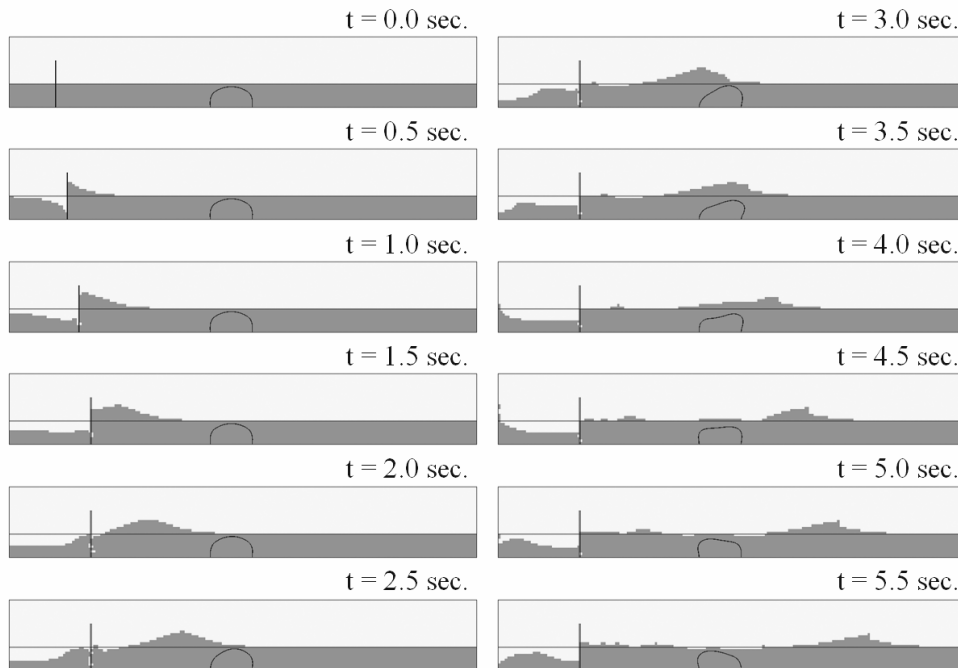 t = 0.0 sec.
t = 0.5 sec.
t = 1.0 sec.
t = 1.5 sec.
t = 2.0 sec.
t = 2.5 sec.
t = 3.0 sec.
t = 3.5 sec.
t = 4.0 sec.
t = 4.5 sec.
t = 5.0 sec.
t = 5.5 sec.